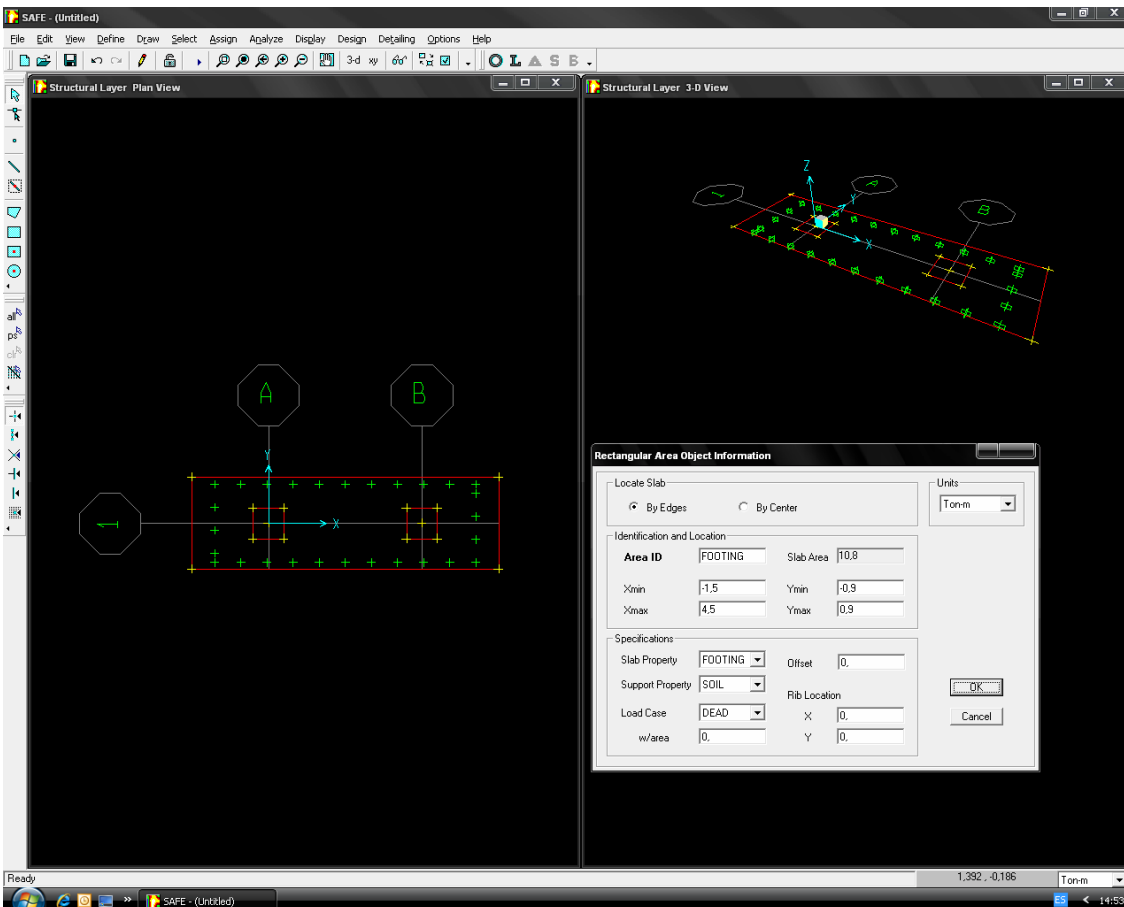 SAFE - (Untitled)
File Edit View Define Draw Select Assign Analyze Display Design Detailing Options Help
3-d xy O I A S B
Structural Layer Plan View
Structural Layer 3-D View
all
ps
clr
A B
Y
X
1
Z
A
B
Y
X
1
Rectangular Area Object Information
Locate Slab
By Edges By Center
Units
Ton-m
Identification and Location
Area ID FOOTING Slab Area 10,8
Xmin -1,5 Ymin -0,9
Xmax 4,5 Ymax 0,9
Specifications
Slab Property FOOTING Offset 0,
Support Property SOIL Rib Location
Load Case DEAD X 0,
w/area 0, Y 0,
OK
Cancel
Ready 1,392 , -0,186 Ton-m
SAFE - (Untitled) ES 14:53